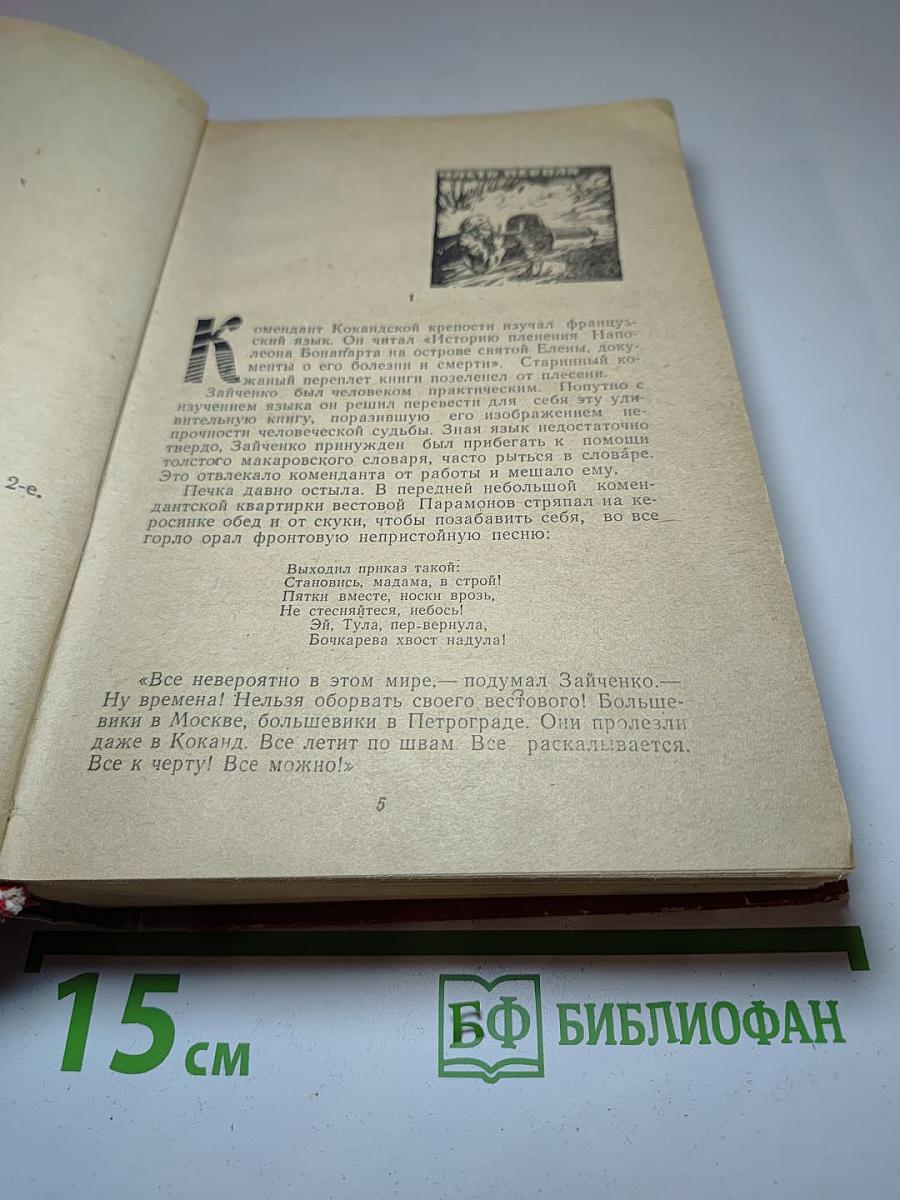 2-е.
ЧАСТЬ ПЕРВАЯ
1
Комендант Кокандской крепости изучал француз-
ский язык. Он читал «Историю пленения Напо-
леона Бонапарта на острове святой Елены, доку-
менты о его болезни и смерти». Старинный ко-
жаный переплет книги позеленел от плесени.
Зайченко был человеком практическим. Попутно с
изучением языка он решил перевести для себя эту уди-
вительную книгу, поразившую его изображением не-
прочности человеческой судьбы. Зная язык недостаточно
твердо, Зайченко принужден был прибегать к помощи
толстого макаровского словаря, часто рыться в словаре.
Это отвлекало коменданта от работы и мешало ему.
Печка давно остыла. В передней небольшой комен-
дантской квартирки вестовой Парамонов стряпал на ке-
росинке обед и от скуки, чтобы позабавить себя, во все
горло орал фронтовую непристойную песню:
Выходил приказ такой:
Становись, мадама, в строй!
Пятки вместе, носки врозь,
Не стесняйтеся, небось!
Эй, Тула, пер-вернула,
Бочкарева хвост надула!
«Все невероятно в этом мире,— подумал Зайченко.—
Ну времена! Нельзя оборвать своего вестового! Больше-
вики в Москве, большевики в Петрограде. Они пролезли
даже в Коканд. Все летит по швам. Все раскалывается.
Все к черту! Все можно!»
5
15 см
БФ БИБЛИОФАН